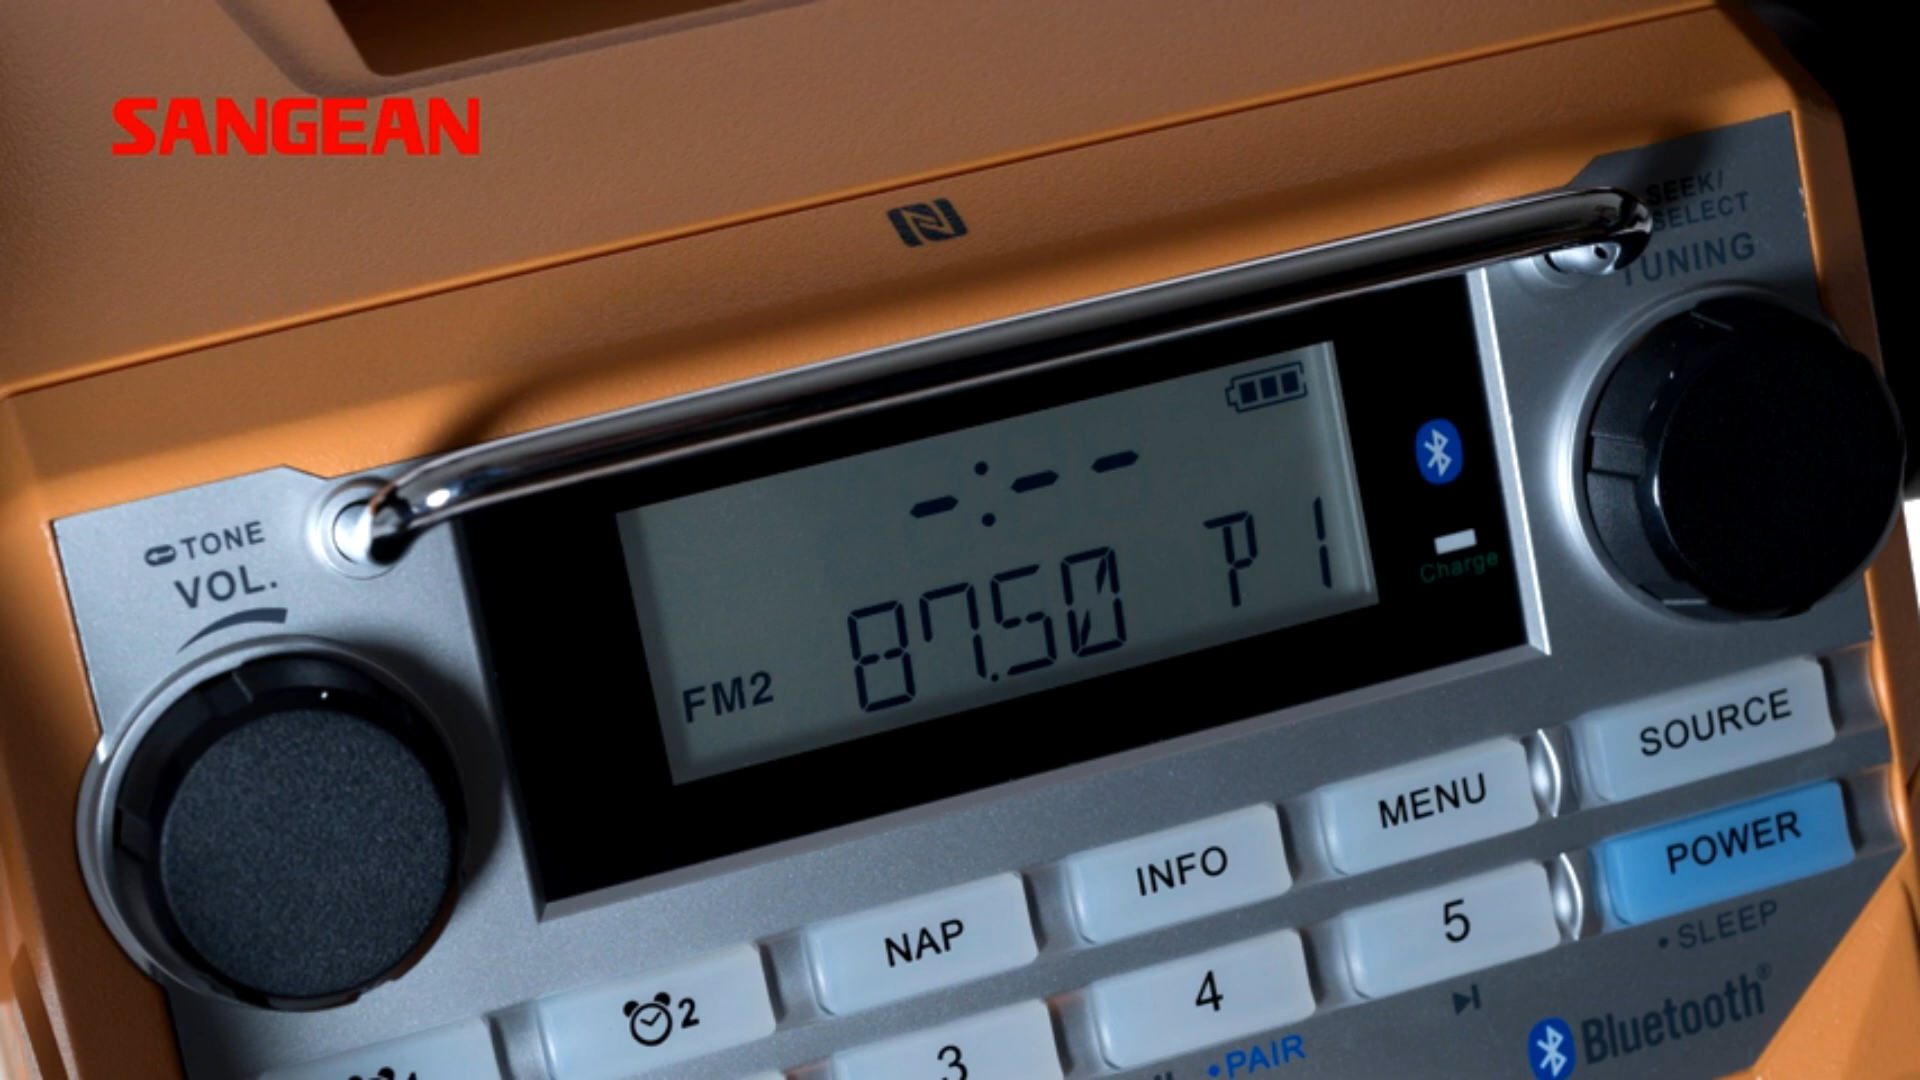 SANGEAN
SEEK/
SELECT
TUNING
TONE
VOL.
-:--
FM2 87.50 P1
Charge
SOURCE
MENU
POWER
INFO
NAP
2
5
•SLEEP
4
3
•PAIR
Bluetooth®